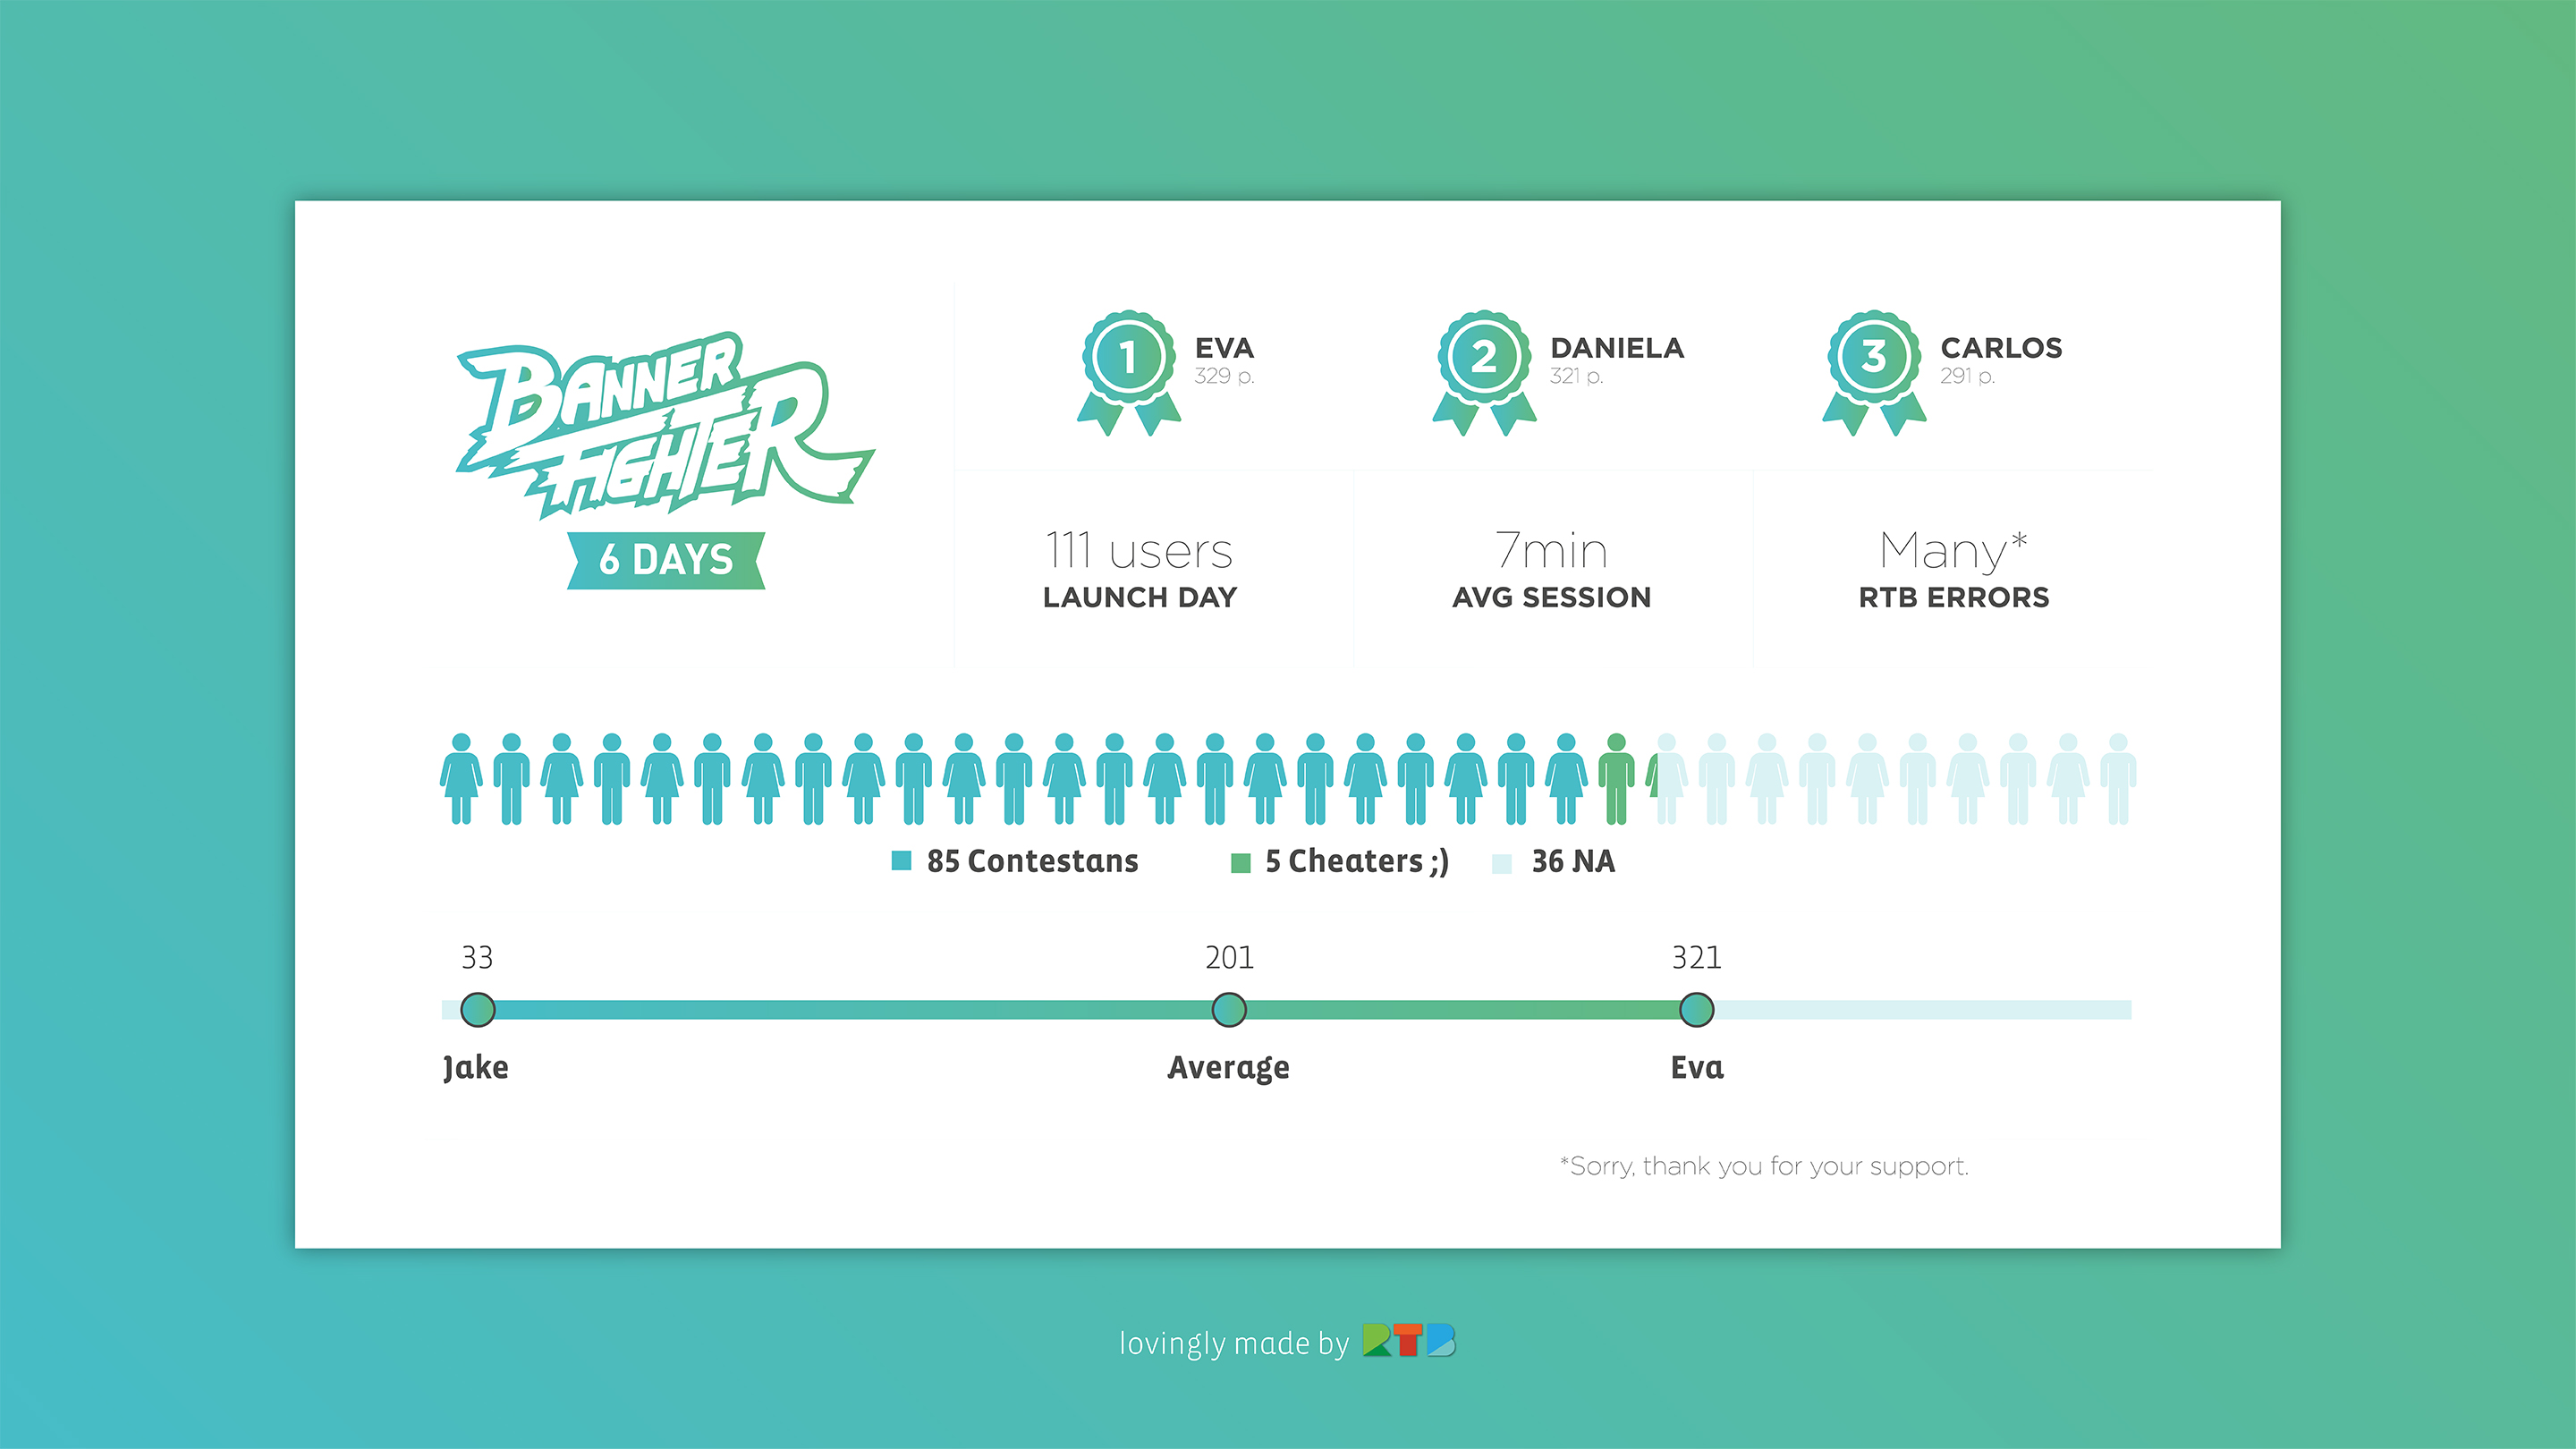 BANNER
FIGHTER
6 DAYS
1
EVA
329 p.
2
DANIELA
321 p.
3
CARLOS
291 p.
111 users
LAUNCH DAY
7min
AVG SESSION
Many*
RTB ERRORS
85 Contestans
5 Cheaters ;)
36 NA
33
201
321
Jake
Average
Eva
*Sorry, thank you for your support.
lovingly made by RTB